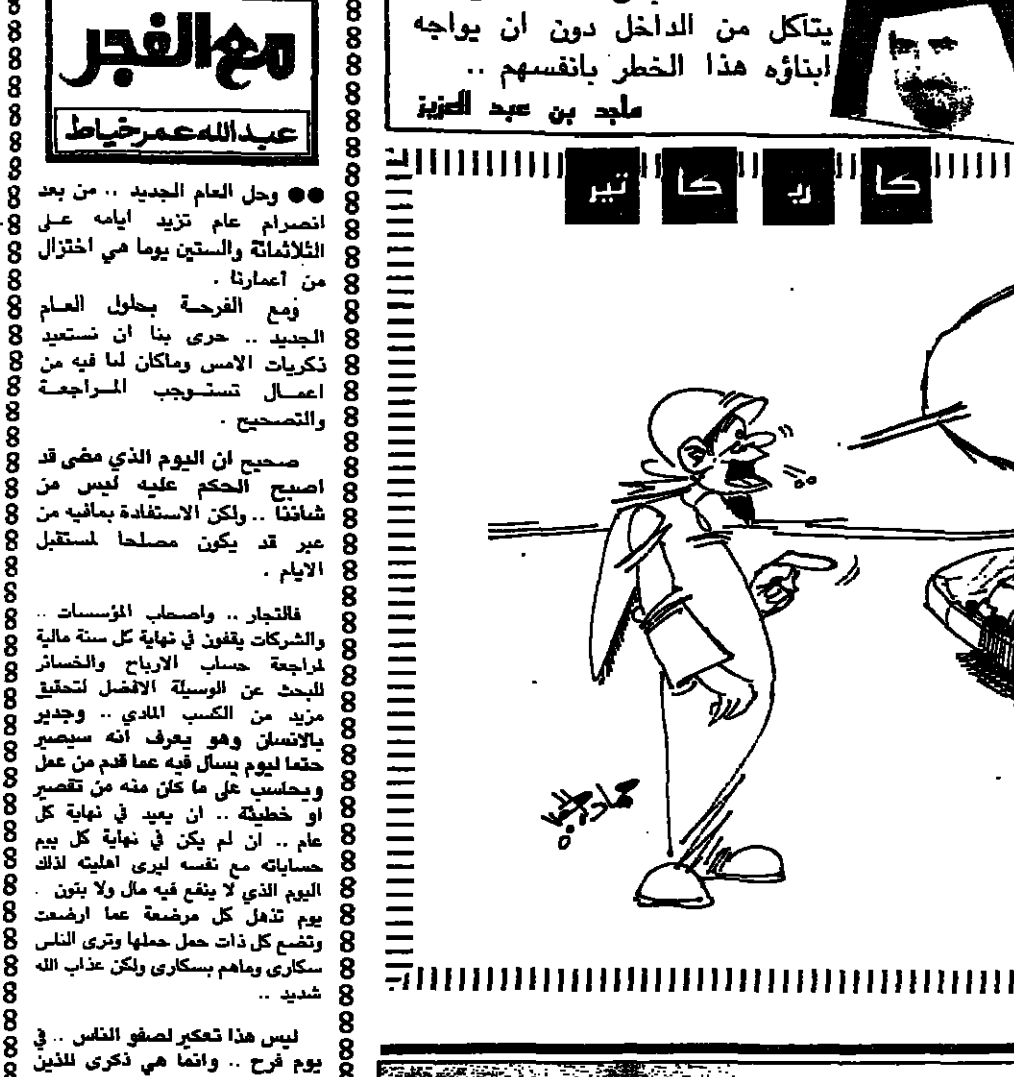 يتآكل من الداخل دون ان يواجه
ابناؤه هذا الخطر بانفسهم ..
ماجد بن عبد العزيز
كا
ري
كا
تير
مع الفجر
عبدالله عمر خياط
●● وحل العام الجديد .. من بعد
انصرام عام تزيد ايامه على
الثلاثمائة والستين يوما هي اختزال
من أعمارنا .
ومع الفرحة بحلول العام
الجديد .. حرى بنا ان نستعيد
ذكريات الامس وماكان لنا فيه من
اعمال تستوجب المراجعة
والتصحيح .
صحيح ان اليوم الذي مضى قد
اصبح الحكم عليه ليس من
شاننا .. ولكن الاستفادة بمافيه من
عبر قد يكون مصلحا لمستقبل
الايام .
فالتجار .. واصحاب المؤسسات ..
والشركات يقفون في نهاية كل سنة مالية
لمراجعة حساب الارباح والخسائر
للبحث عن الوسيلة الافضل لتحقيق
مزيد من الكسب المادي .. وجدير
بالانسان وهو يعرف أنه سيصير
حتما ليوم يسأل فيه عما قدم من عمل
ويحاسب على ما كان منه من تقصير
او خطيئة .. ان يعيد في نهاية كل
عام .. ان لم يكن في نهاية كل يوم
حساباته مع نفسه ليرى اهليته لذلك
اليوم الذي لا ينفع فيه مال ولا بنون .
يوم تذهل كل مرضعة عما ارضعت
وتضع كل ذات حمل حملها وترى الناس
سكارى وماهم بسكارى ولكن عذاب الله
شديد ..
ليس هذا تعكير لصفو الناس .. في
يوم فرح .. وانما هي ذكرى للذين